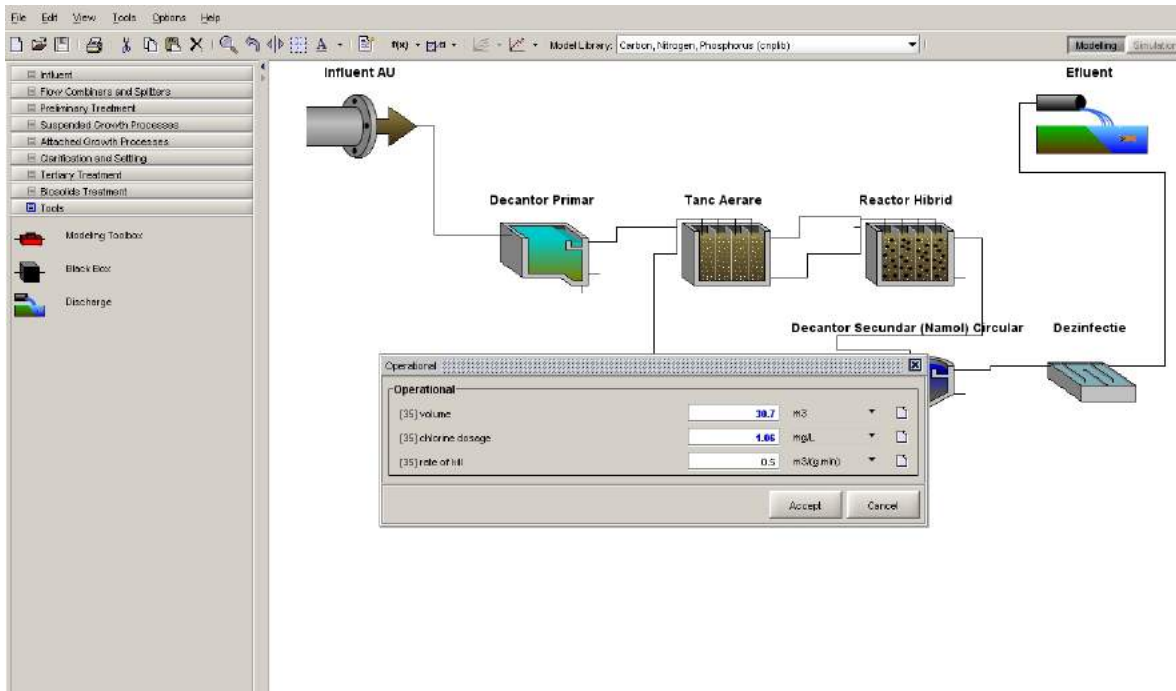 File Edit View Tools Options Help
A f(x) Model Library: Carbon, Nitrogen, Phosphorus (cnplib) Modelling Simulation
Influent
Flow Combiners and Splitters
Preliminary Treatment
Suspended Growth Processes
Attached Growth Processes
Clarification and Settling
Tertiary Treatment
Biosolids Treatment
Tools
Modeling Toolbox
Black Box
Discharge
Influent AU
Efluent
Decantor Primar
Tanc Aerare
Reactor Hibrid
Decantor Secundar (Namol) Circular
Dezinfectie
Operational
Operational
[35] volume 30.7 m3
[35] chlorine dosage 1.06 mg/L
[35] rate of kill 0.5 m3/(g.min)
Accept Cancel